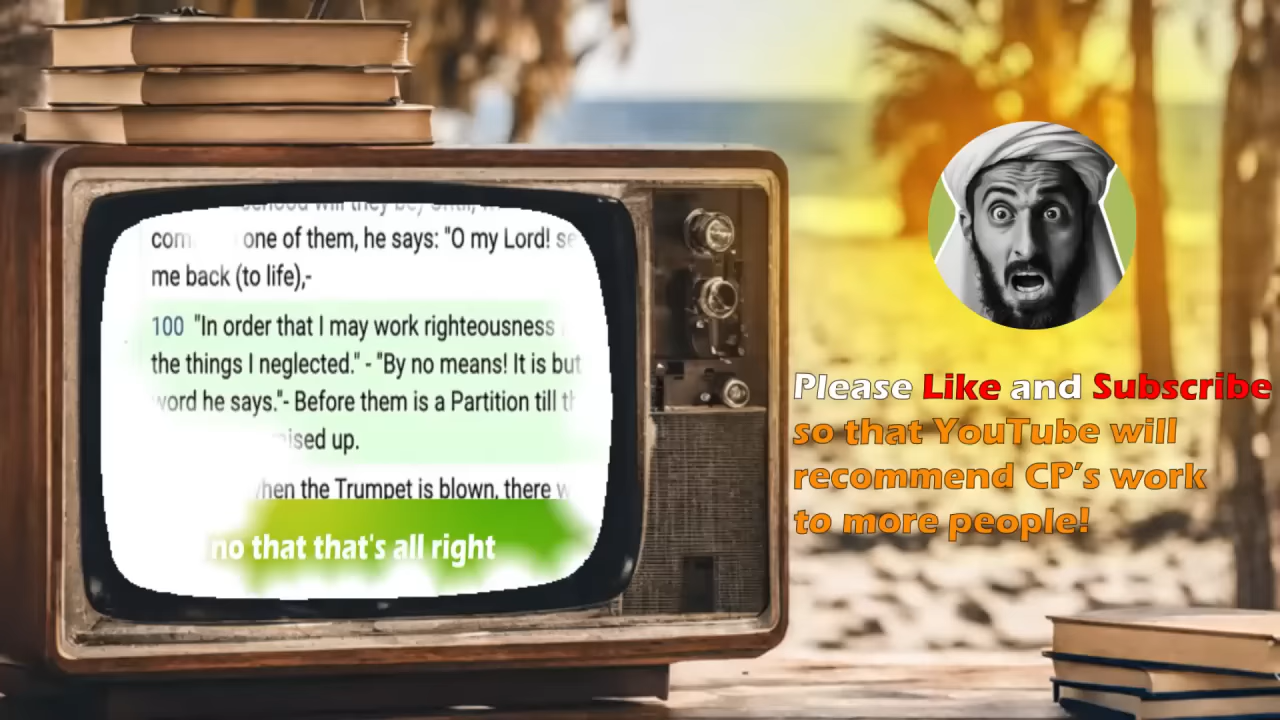 one of them, he says: "O my Lord!
me back (to life),-
100 "In order that I may work righteousness
the things I neglected." - "By no means! It is but
word he says."- Before them is a Partition till
up.
the Trumpet is blown, there
no that that's all right
Please Like and Subscribe
so that YouTube will
recommend CP's work
to more people!